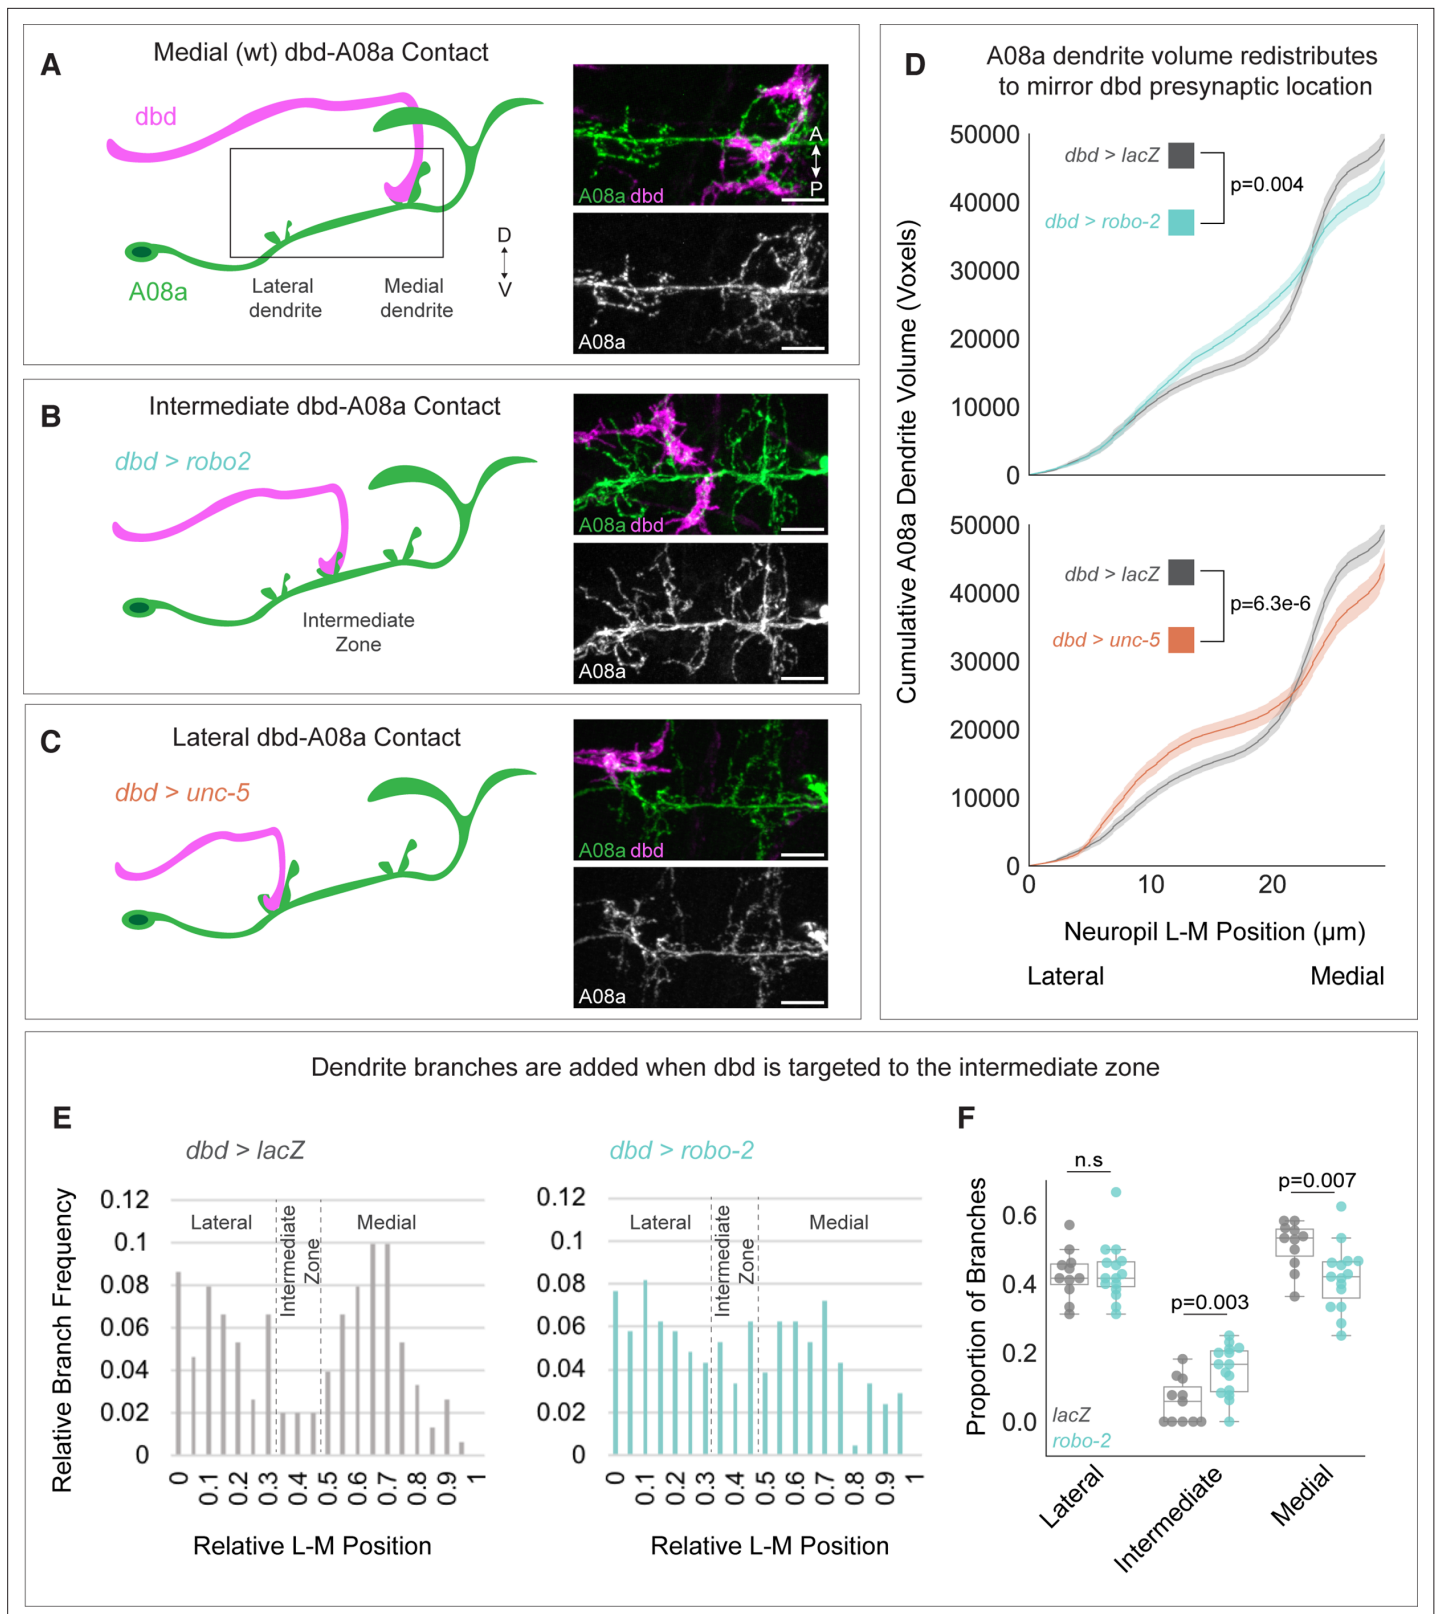 A
Medial (wt) dbd-A08a Contact
dbd
A08a
Lateral
dendrite
Medial
dendrite
D
V
A
P
A08a dbd
A08a
B
Intermediate dbd-A08a Contact
dbd > robo2
Intermediate
Zone
A08a dbd
A08a
C
Lateral dbd-A08a Contact
dbd > unc-5
A08a dbd
A08a
D
A08a dendrite volume redistributes
to mirror dbd presynaptic location
Cumulative A08a Dendrite Volume (Voxels)
50000
40000
30000
20000
10000
0
dbd > lacZ
dbd > robo-2
p=0.004
50000
40000
30000
20000
10000
0
dbd > lacZ
dbd > unc-5
p=6.3e-6
0 10 20
Neuropil L-M Position (µm)
Lateral Medial
Dendrite branches are added when dbd is targeted to the intermediate zone
E
dbd > lacZ
Relative Branch Frequency
0.12
0.1
0.08
0.06
0.04
0.02
0
Lateral
Intermediate
Zone
Medial
0 0.1 0.2 0.3 0.4 0.5 0.6 0.7 0.8 0.9 1
Relative L-M Position
dbd > robo-2
0.12
0.1
0.08
0.06
0.04
0.02
0
Lateral
Intermediate
Zone
Medial
0 0.1 0.2 0.3 0.4 0.5 0.6 0.7 0.8 0.9 1
Relative L-M Position
F
Proportion of Branches
0.6
0.4
0.2
0.0
n.s
p=0.003
p=0.007
lacZ
robo-2
Lateral
Intermediate
Medial